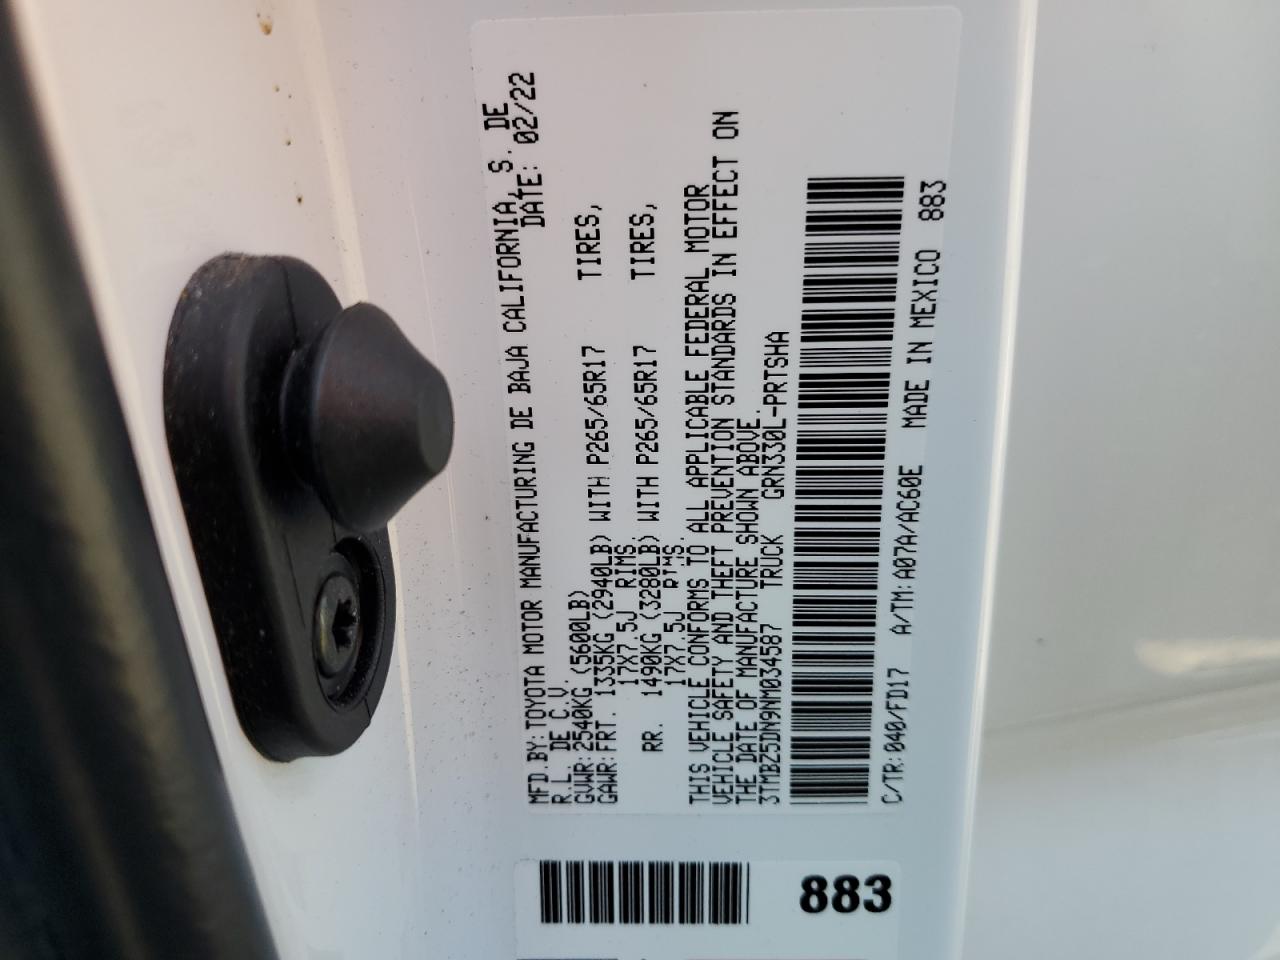 MFD.BY:TOYOTA MOTOR MANUFACTURING DE BAJA CALIFORNIA, S. DE
R.L. DE C.V. DATE: 02/22
GVWR:2540KG (5600LB)
GAWR:FRT. 1335KG (2940LB) WITH P265/65R17 TIRES,
17X7.5J RIMS.
RR. 1490KG (3280LB) WITH P265/65R17 TIRES,
17X7.5J RIMS.
THIS VEHICLE CONFORMS TO ALL APPLICABLE FEDERAL MOTOR
VEHICLE SAFETY AND THEFT PREVENTION STANDARDS IN EFFECT ON
THE DATE OF MANUFACTURE SHOWN ABOVE.
3TMBZ5DN9NM034587 TRUCK GRN330L-PRTSHA
C/TR:040/FD17 A/TM:A07A/AC60E MADE IN MEXICO 883
883